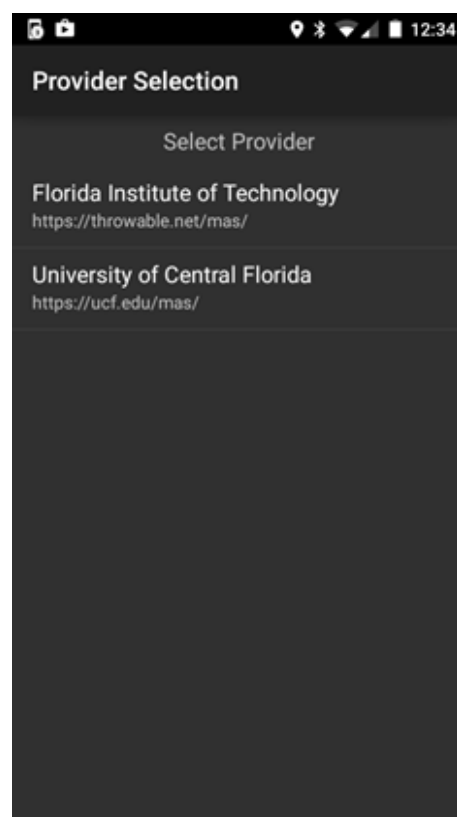 12:34
Provider Selection
Select Provider
Florida Institute of Technology
https://throwable.net/mas/
University of Central Florida
https://ucf.edu/mas/